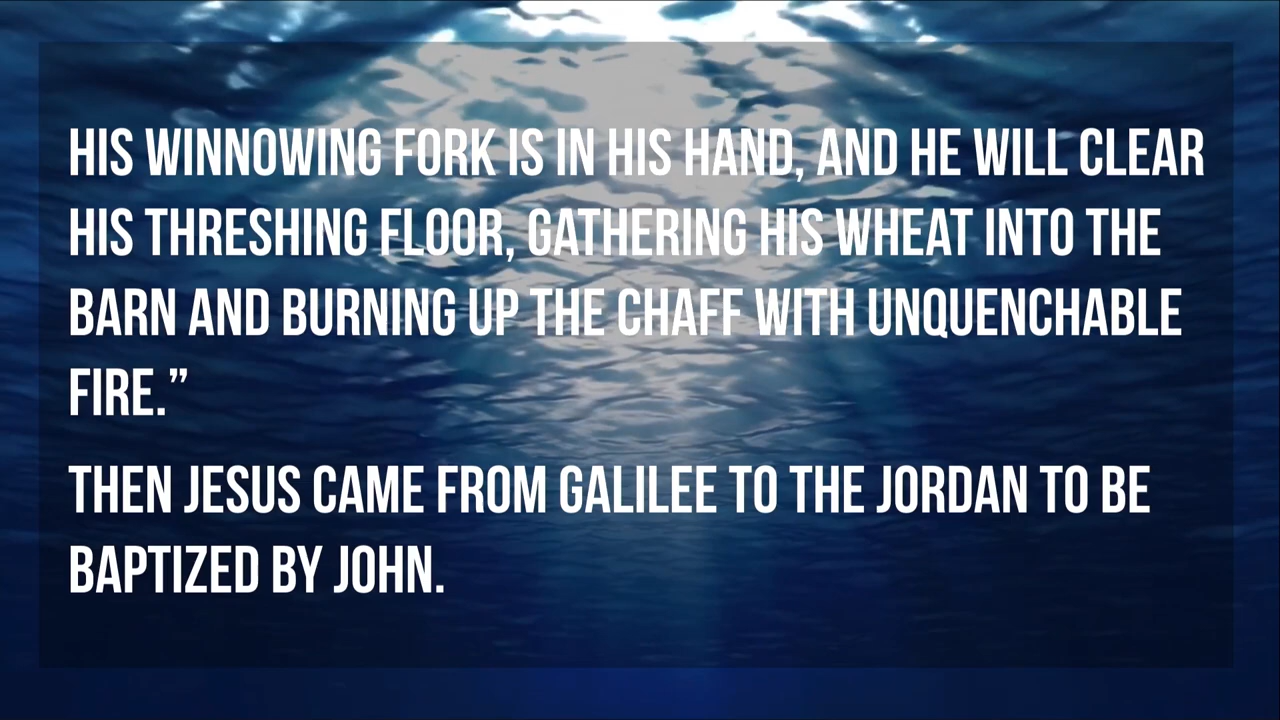 HIS WINNOWING FORK IS IN HIS HAND, AND HE WILL CLEAR
HIS THRESHING FLOOR, GATHERING HIS WHEAT INTO THE
BARN AND BURNING UP THE CHAFF WITH UNQUENCHABLE
FIRE.”
THEN JESUS CAME FROM GALILEE TO THE JORDAN TO BE
BAPTIZED BY JOHN.